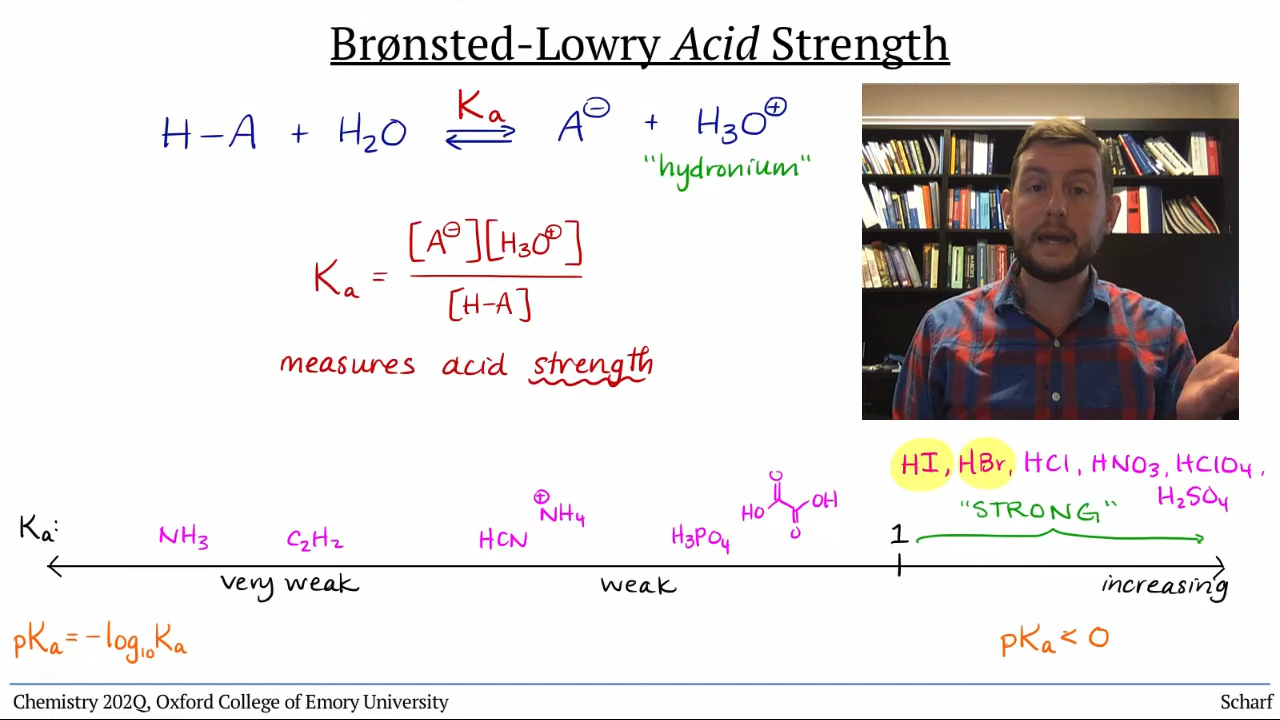 Brønsted-Lowry Acid Strength
H-A + H₂O ⇌ A⊖ + H₃O⊕
Ka
"hydronium"
Ka = [A⊖][H₃O⊕] / [H-A]
measures acid strength
HI, HBr, HCl, HNO₃, HClO₄,
H₂SO₄
"STRONG"
HO O O OH
⊕NH₄
Ka: NH₃ C₂H₂ HCN H₃PO₄ 1
very weak weak increasing
pKa = -log₁₀Ka pKa < 0
Chemistry 202Q, Oxford College of Emory University Scharf